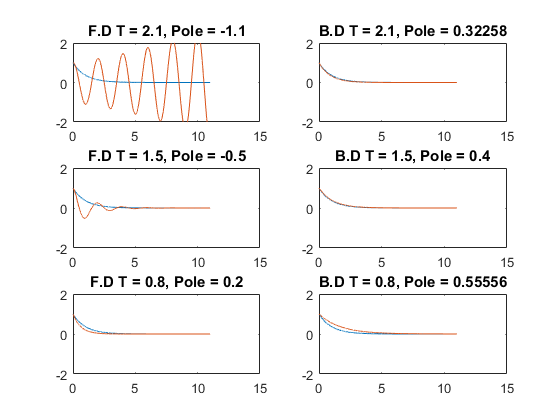 F.D T = 2.1, Pole = -1.1
2
0
-2
0 5 10 15
B.D T = 2.1, Pole = 0.32258
2
0
-2
0 5 10 15
F.D T = 1.5, Pole = -0.5
2
0
-2
0 5 10 15
B.D T = 1.5, Pole = 0.4
2
0
-2
0 5 10 15
F.D T = 0.8, Pole = 0.2
2
0
-2
0 5 10 15
B.D T = 0.8, Pole = 0.55556
2
0
-2
0 5 10 15